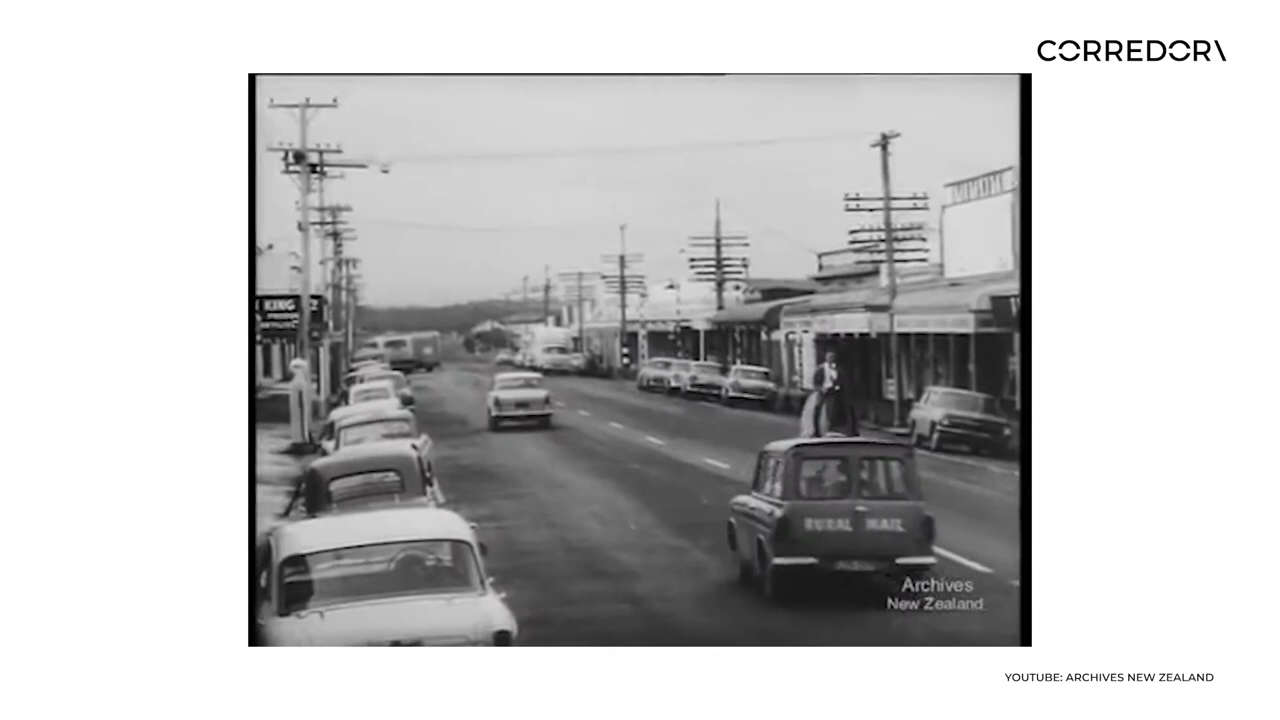 CORREDOR\
KING
RURAL MAIL
Archives
New Zealand
YOUTUBE: ARCHIVES NEW ZEALAND